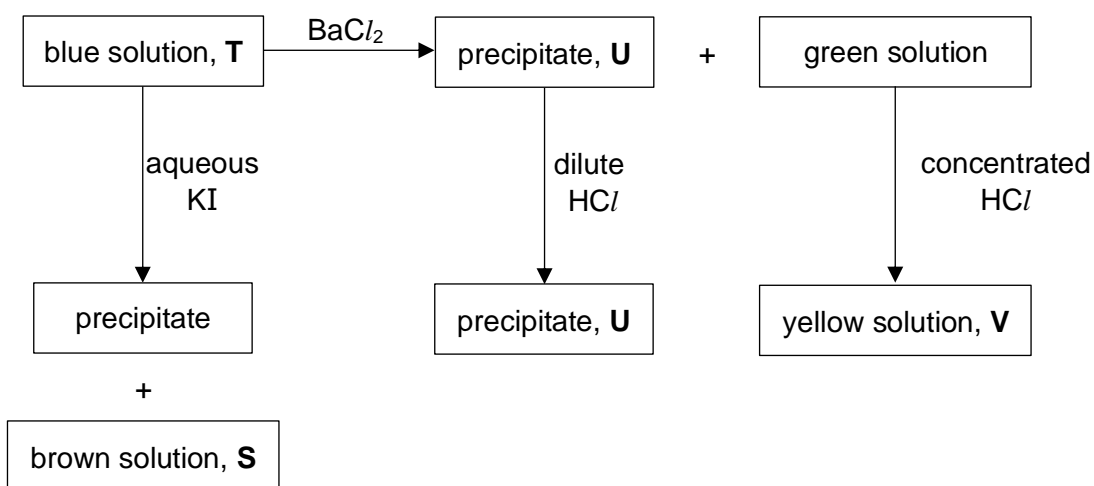 BaCl₂
blue solution, T
precipitate, U
+
green solution
aqueous
KI
dilute
HCl
concentrated
HCl
precipitate
precipitate, U
yellow solution, V
+
brown solution, S